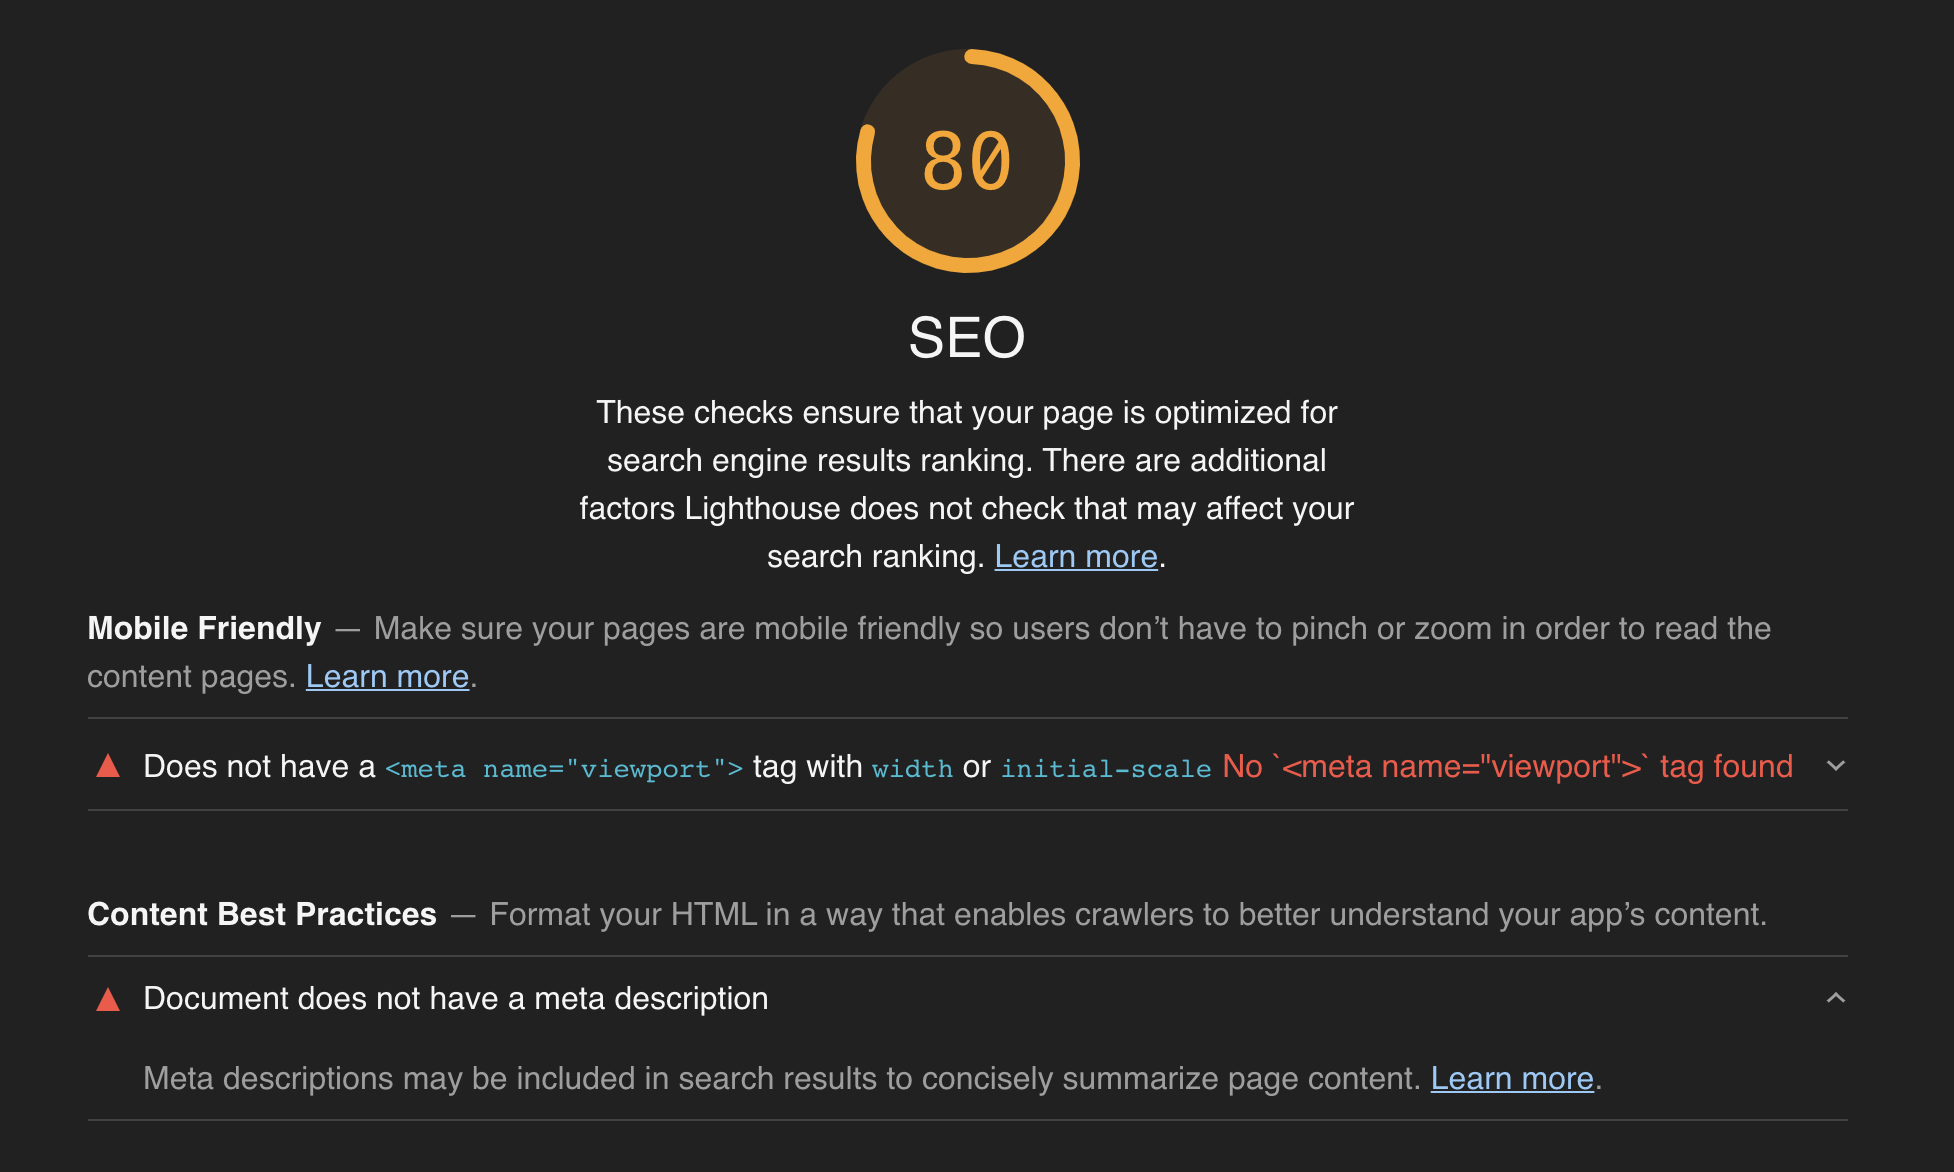 80
SEO
These checks ensure that your page is optimized for
search engine results ranking. There are additional
factors Lighthouse does not check that may affect your
search ranking. Learn more.
Mobile Friendly — Make sure your pages are mobile friendly so users don’t have to pinch or zoom in order to read the
content pages. Learn more.
Does not have a <meta name="viewport"> tag with width or initial-scale No `<meta name="viewport">` tag found
Content Best Practices — Format your HTML in a way that enables crawlers to better understand your app’s content.
Document does not have a meta description
Meta descriptions may be included in search results to concisely summarize page content. Learn more.